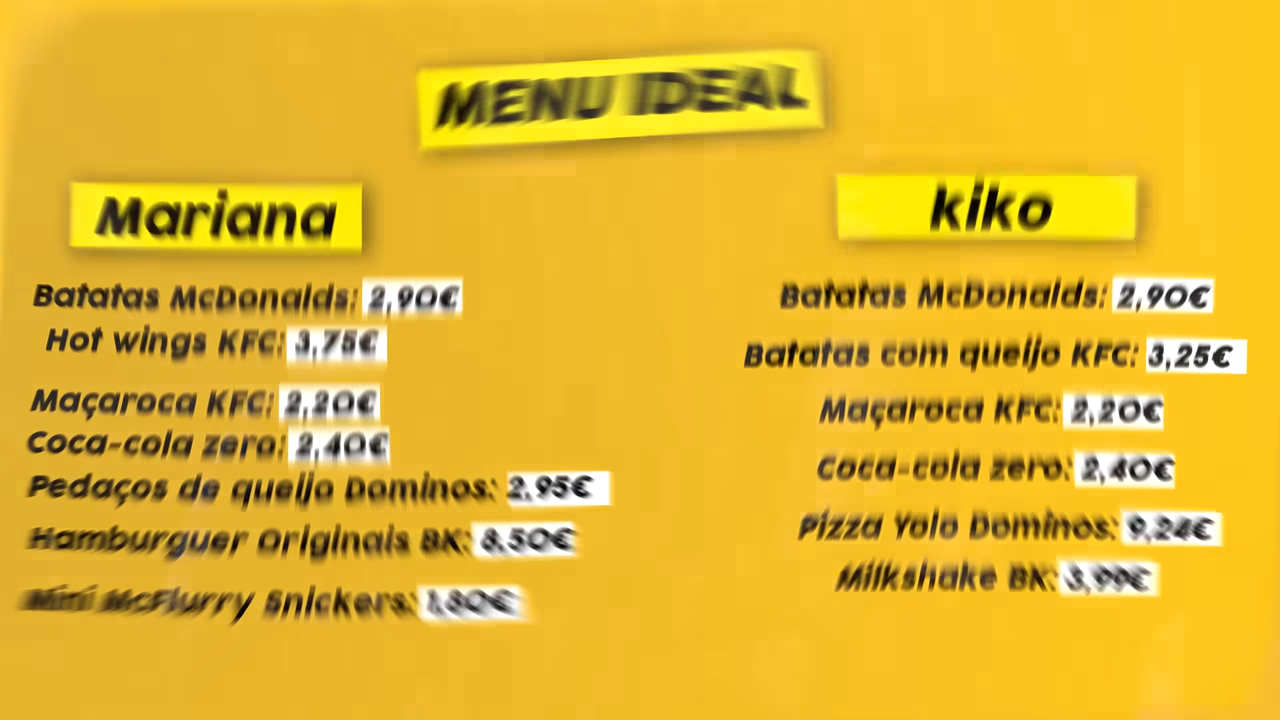 MENU IDEAL
Mariana
Batatas McDonalds: 2,90€
Hot wings KFC: 3,75€
Maçaroca KFC: 2,20€
Coca-cola zero: 2,40€
Pedaços de queijo Dominos: 2,95€
Hamburguer Originais BK: 8,50€
Mini McFlurry Snickers: 1,80€
kiko
Batatas McDonalds: 2,90€
Batatas com queijo KFC: 3,25€
Maçaroca KFC: 2,20€
Coca-cola zero: 2,40€
Pizza Yolo Dominos: 9,24€
Milkshake BK: 3,99€